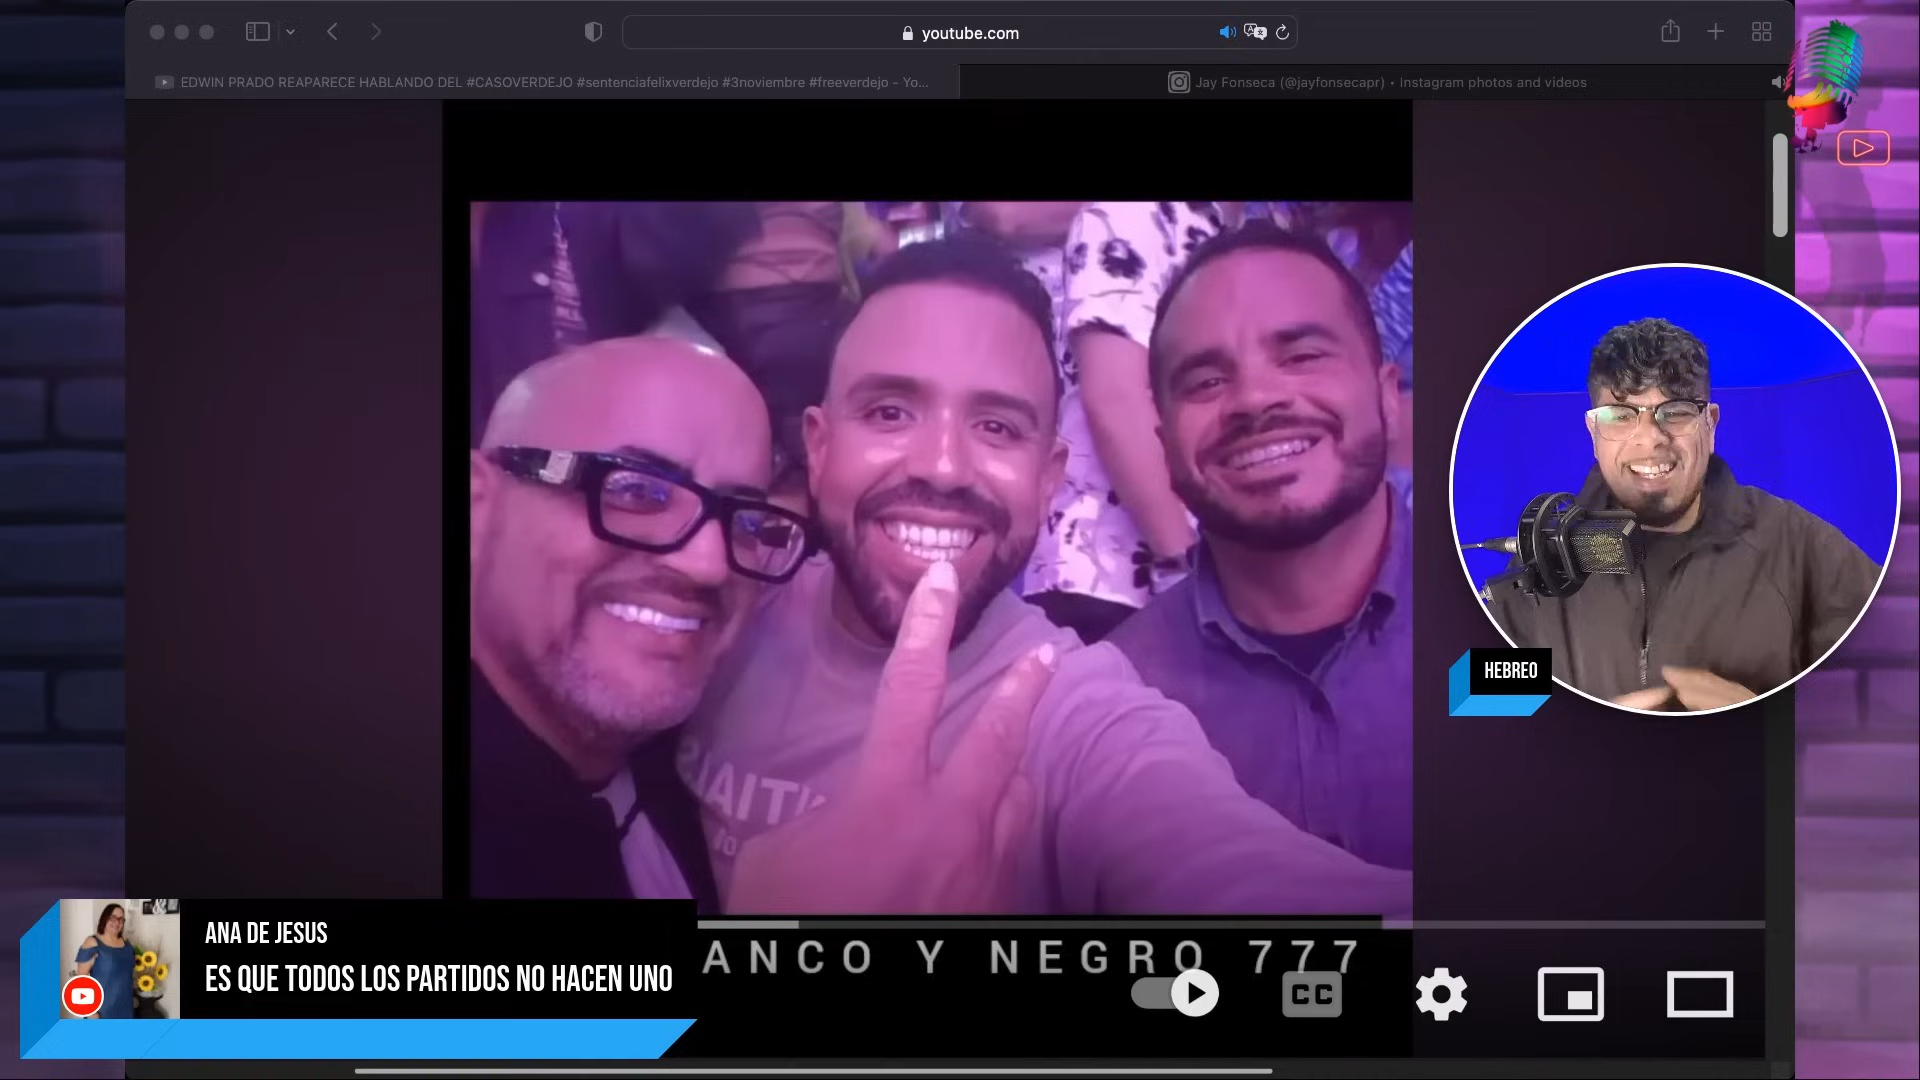 youtube.com
EDWIN PRADO REAPARECE HABLANDO DEL #CASOVERDEJO #sentenciafelixverdejo #3noviembre #freeverdejo - Yo...
Jay Fonseca (@jayfonsecapr) • Instagram photos and videos
HEBREO
ANA DE JESUS
ES QUE TODOS LOS PARTIDOS NO HACEN UNO
ANCO Y NEGRO 777
CC